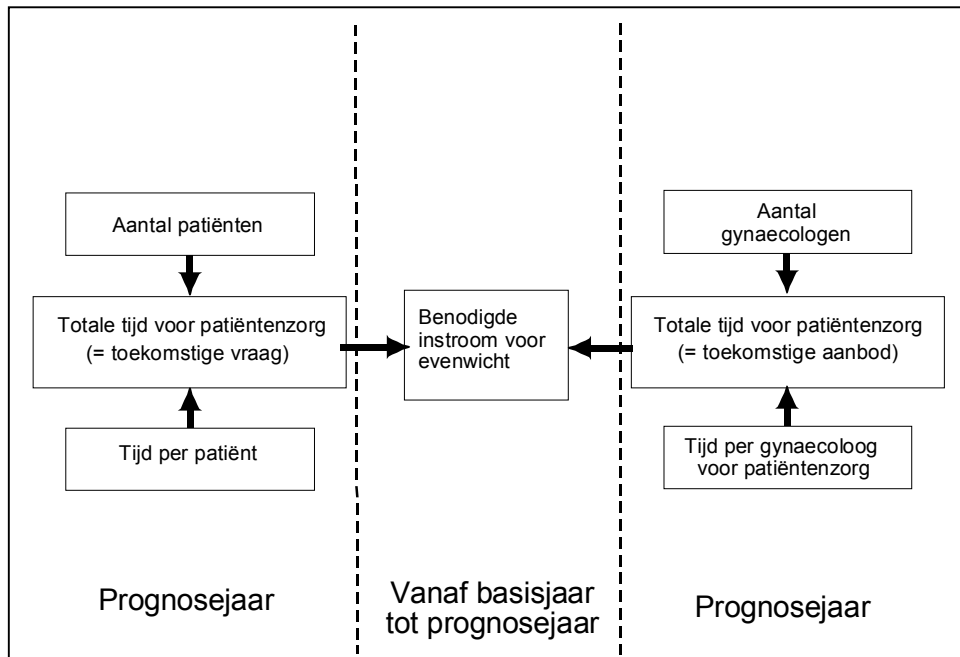 Aantal patiënten
Totale tijd voor patiëntenzorg
(= toekomstige vraag)
Tijd per patiënt
Prognosejaar
Benodigde
instroom voor
evenwicht
Vanaf basisjaar
tot prognosejaar
Aantal
gynaecologen
Totale tijd voor patiëntenzorg
(= toekomstige aanbod)
Tijd per gynaecoloog
voor patiëntenzorg
Prognosejaar